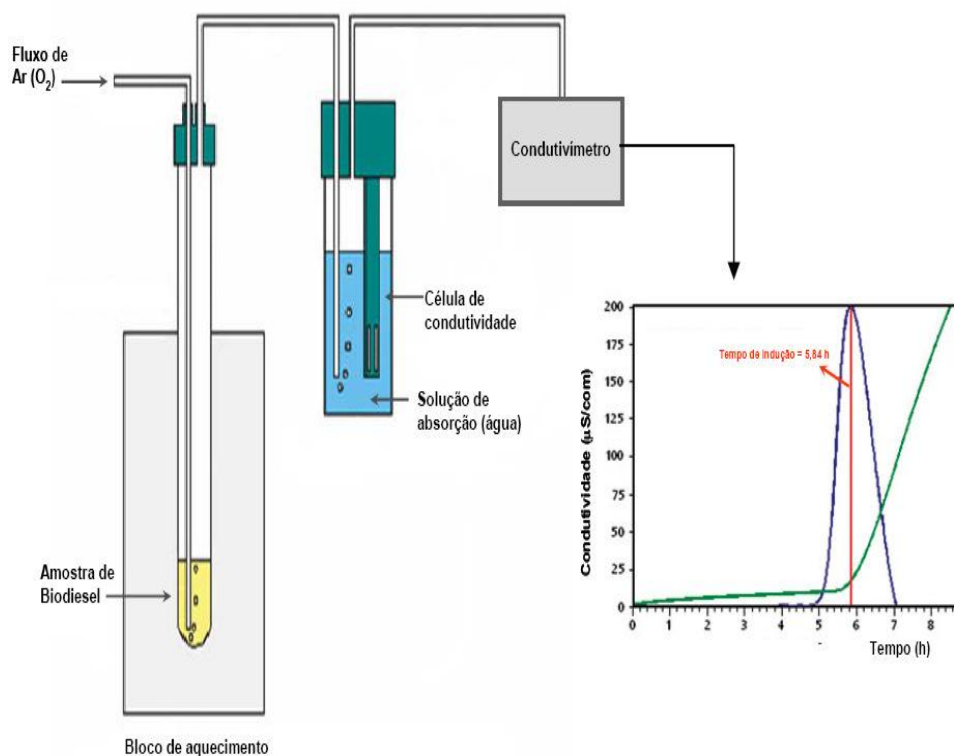 Fluxo de
Ar (O₂)
Condutivímetro
Célula de
condutividade
Solução de
absorção (água)
Amostra de
Biodiesel
Bloco de aquecimento
Condutividade (µS/com)
200
175
150
125
100
75
50
25
0
Tempo de Indução = 5,84 h
0 1 2 3 4 5 6 7 8
Tempo (h)